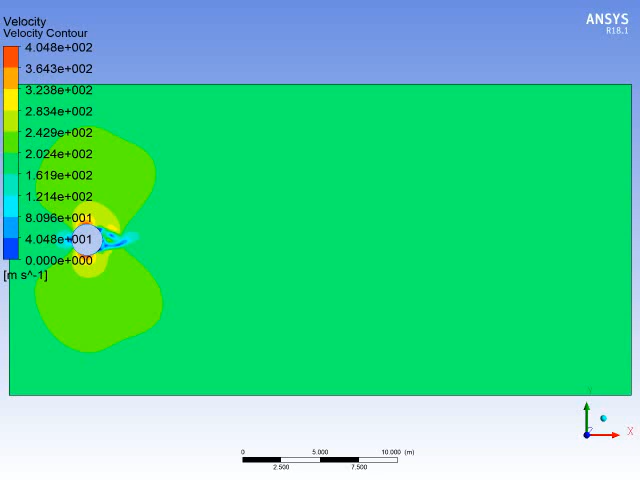 Velocity
Velocity Contour
4.048e+002
3.643e+002
3.238e+002
2.834e+002
2.429e+002
2.024e+002
1.619e+002
1.214e+002
8.096e+001
4.048e+001
0.000e+000
[m s^-1]
ANSYS
R18.1
Y
Z
X
0 5.000 10.000 (m)
2.500 7.500